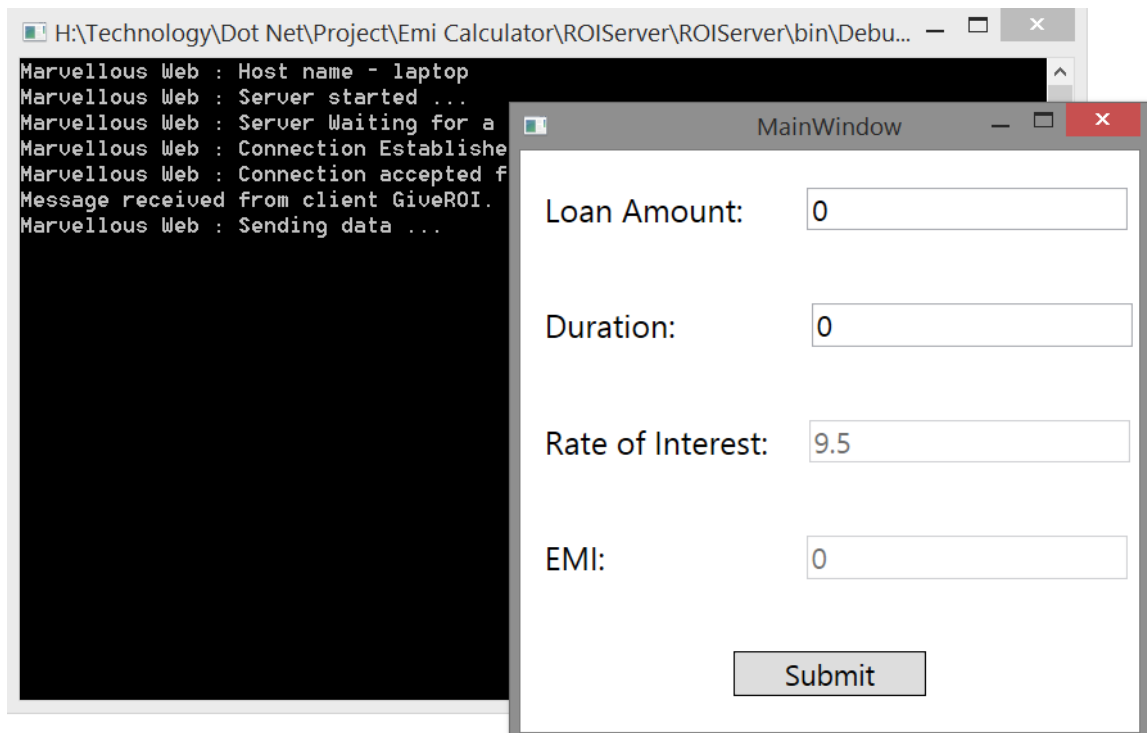 H:\Technology\Dot Net\Project\Emi Calculator\ROIServer\ROIServer\bin\Debu...
Marvellous Web : Host name - laptop
Marvellous Web : Server started ...
Marvellous Web : Server Waiting for a
Marvellous Web : Connection Establishe
Marvellous Web : Connection accepted f
Message received from client GiveROI.
Marvellous Web : Sending data ...
MainWindow
Loan Amount: 0
Duration: 0
Rate of Interest: 9.5
EMI: 0
Submit